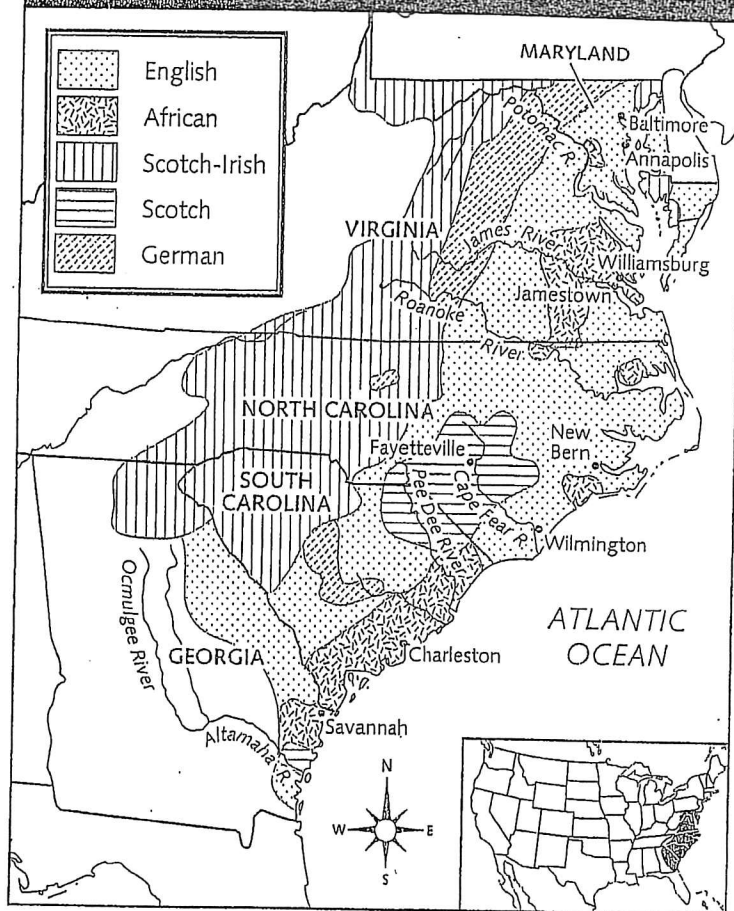 English
African
Scotch-Irish
Scotch
German
MARYLAND
Potomac R.
Baltimore
Annapolis
VIRGINIA
James River
Williamsburg
Jamestown
Roanoke
River
NORTH CAROLINA
Fayetteville
New
Bern
SOUTH
CAROLINA
Pee Dee River
Cape Fear R.
Wilmington
Ocmulgee River
ATLANTIC
OCEAN
GEORGIA
Charleston
Savannah
Altamaha R.
N
W
E
S